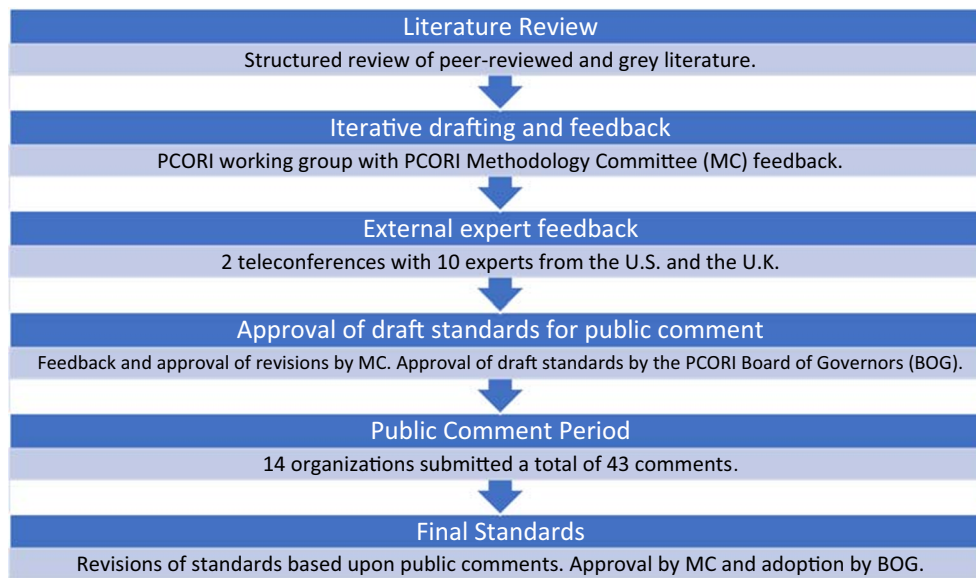 Literature Review
Structured review of peer-reviewed and grey literature.
Iterative drafting and feedback
PCORI working group with PCORI Methodology Committee (MC) feedback.
External expert feedback
2 teleconferences with 10 experts from the U.S. and the U.K.
Approval of draft standards for public comment
Feedback and approval of revisions by MC. Approval of draft standards by the PCORI Board of Governors (BOG).
Public Comment Period
14 organizations submitted a total of 43 comments.
Final Standards
Revisions of standards based upon public comments. Approval by MC and adoption by BOG.